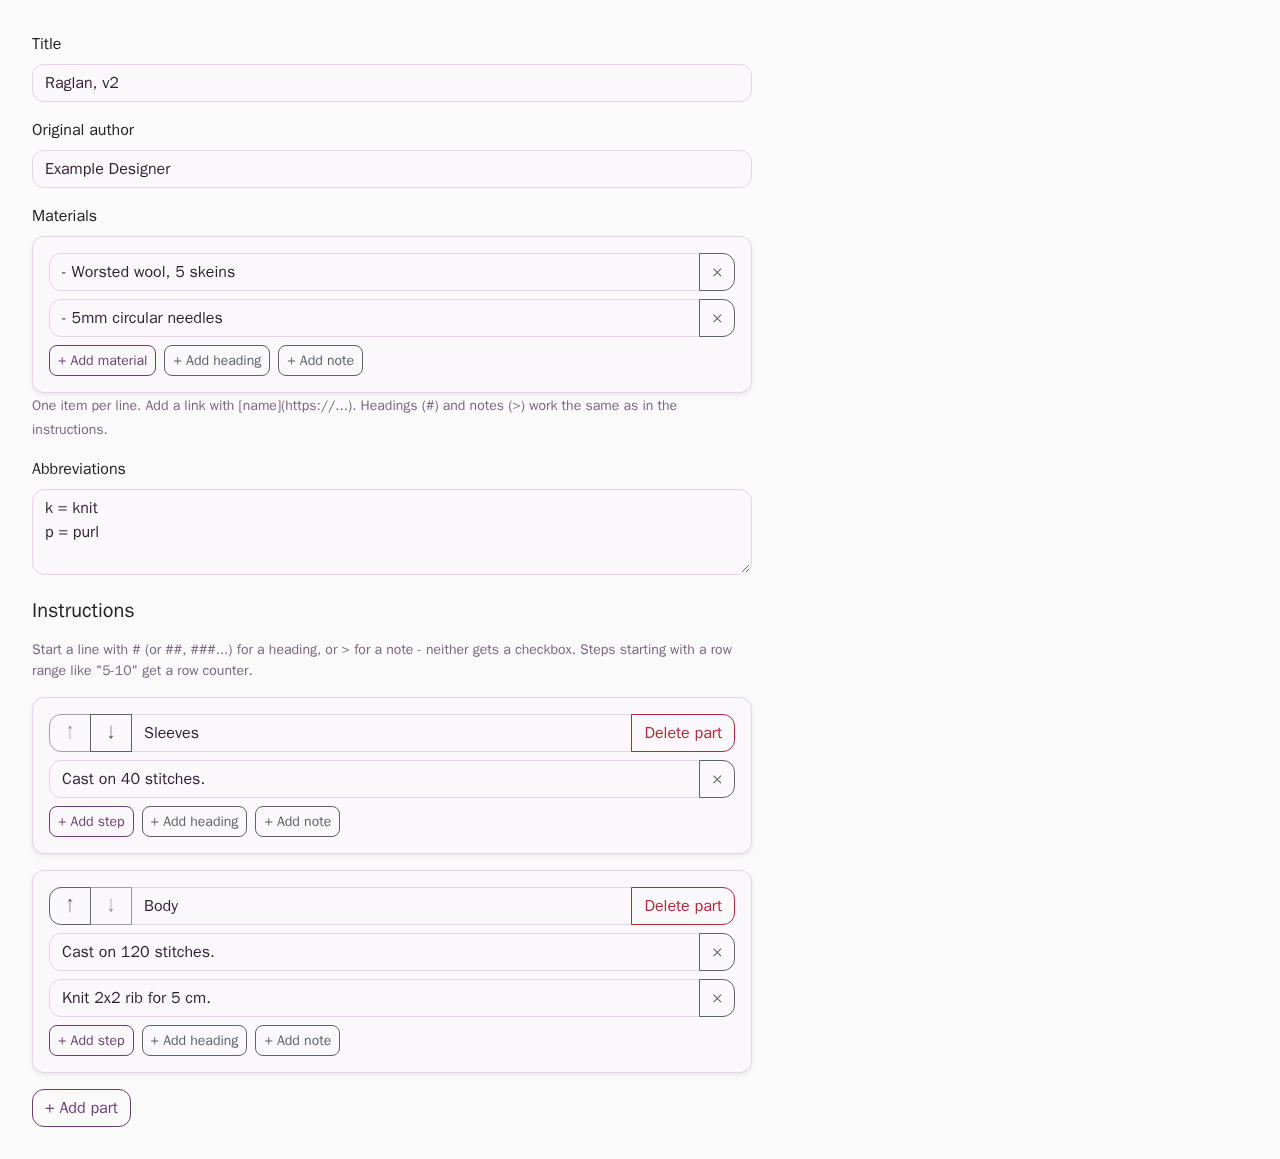 Title
Raglan, v2
Original author
Example Designer
Materials
- Worsted wool, 5 skeins ×
- 5mm circular needles ×
+ Add material + Add heading + Add note
One item per line. Add a link with [name](https://...). Headings (#) and notes (>) work the same as in the
instructions.
Abbreviations
k = knit
p = purl
Instructions
Start a line with # (or ##, ###...) for a heading, or > for a note - neither gets a checkbox. Steps starting with a row
range like "5-10" get a row counter.
↑ ↓ Sleeves Delete part
Cast on 40 stitches. ×
+ Add step + Add heading + Add note
↑ ↓ Body Delete part
Cast on 120 stitches. ×
Knit 2x2 rib for 5 cm. ×
+ Add step + Add heading + Add note
+ Add part